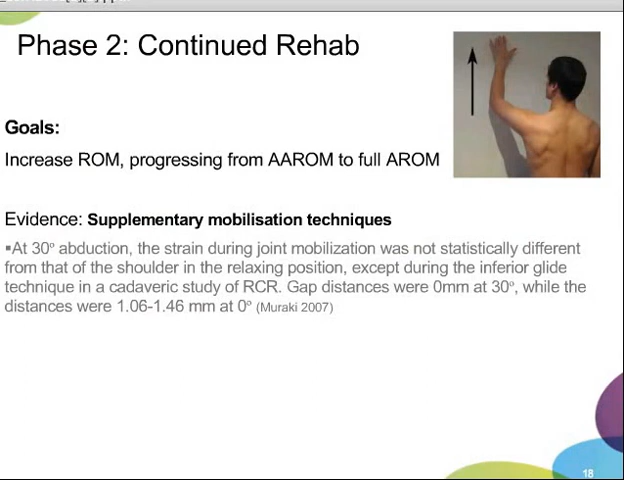 Phase 2: Continued Rehab
Goals:
Increase ROM, progressing from AAROM to full AROM
Evidence: Supplementary mobilisation techniques
▪At 30° abduction, the strain during joint mobilization was not statistically different
from that of the shoulder in the relaxing position, except during the inferior glide
technique in a cadaveric study of RCR. Gap distances were 0mm at 30°, while the
distances were 1.06-1.46 mm at 0° (Muraki 2007)
18